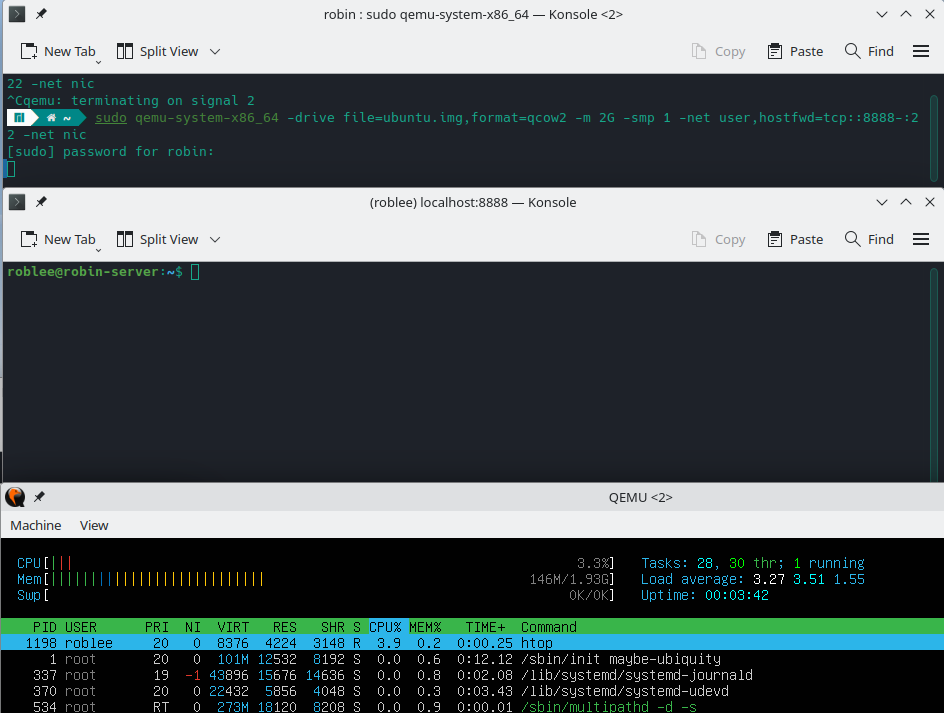 robin : sudo qemu-system-x86_64 — Konsole <2>
New Tab Split View Copy Paste Find
22 -net nic
^Cqemu: terminating on signal 2
~ sudo qemu-system-x86_64 -drive file=ubuntu.img,format=qcow2 -m 2G -smp 1 -net user,hostfwd=tcp::8888-:2
2 -net nic
[sudo] password for robin:
(roblee) localhost:8888 — Konsole
New Tab Split View Copy Paste Find
roblee@robin-server:~$
QEMU <2>
Machine View
CPU[||| 3.3%] Tasks: 28, 30 thr; 1 running
Mem[||||||||||||||||||||||||||| 146M/1.93G] Load average: 3.27 3.51 1.55
Swp[ 0K/0K] Uptime: 00:03:42
PID USER PRI NI VIRT RES SHR S CPU% MEM% TIME+ Command
1198 roblee 20 0 8376 4224 3148 R 3.9 0.2 0:00.25 htop
1 root 20 0 101M 12532 8192 S 0.0 0.6 0:12.12 /sbin/init maybe-ubiquity
337 root 19 -1 43896 15676 14636 S 0.0 0.8 0:02.08 /lib/systemd/systemd-journald
370 root 20 0 22432 5856 4048 S 0.0 0.3 0:03.43 /lib/systemd/systemd-udevd
534 root RT 0 273M 18120 8208 S 0.0 0.9 0:00.01 /sbin/multipathd -d -s